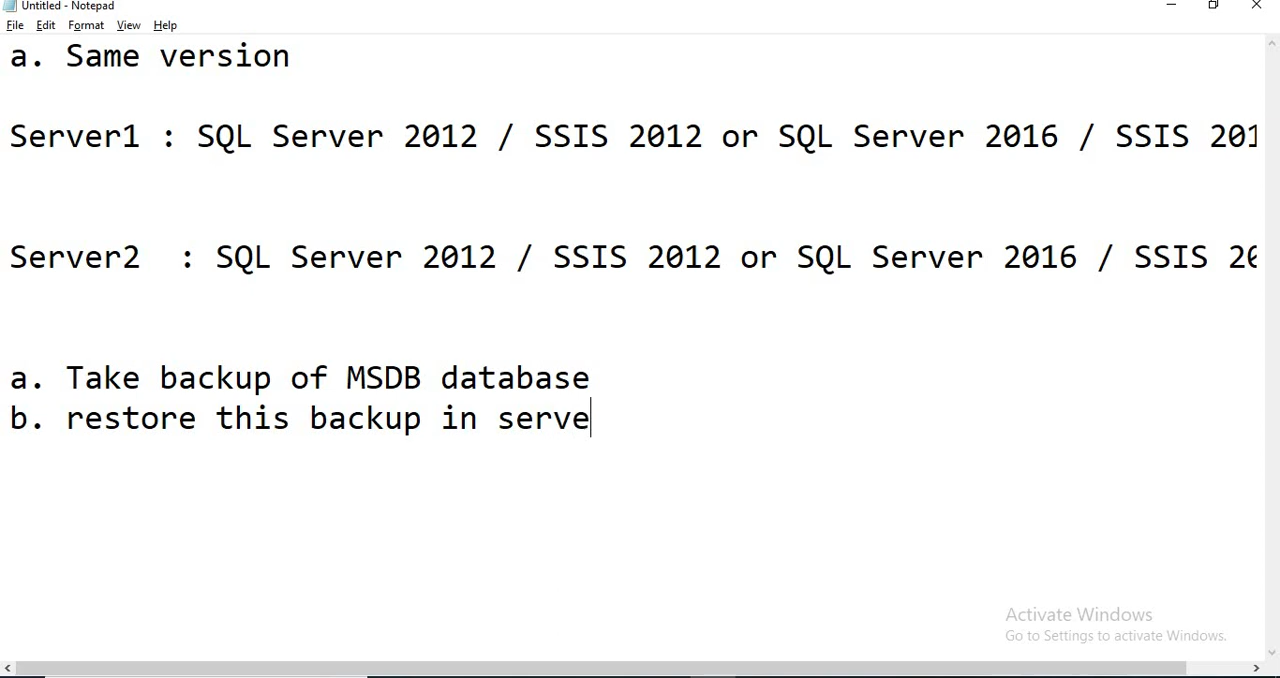 Untitled - Notepad
File Edit Format View Help
a. Same version
Server1 : SQL Server 2012 / SSIS 2012 or SQL Server 2016 / SSIS 201
Server2  : SQL Server 2012 / SSIS 2012 or SQL Server 2016 / SSIS 20
a. Take backup of MSDB database
b. restore this backup in serve
Activate Windows
Go to Settings to activate Windows.